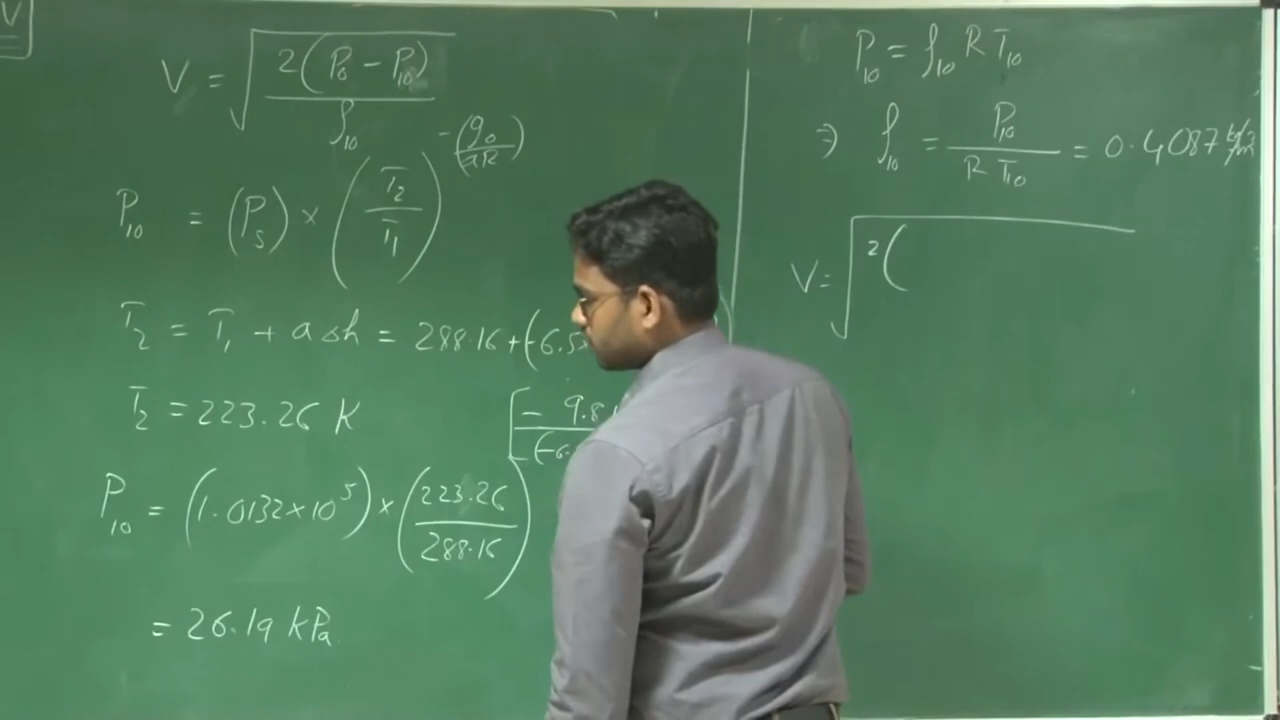 V
V = √(2(P₀ − P₁₀) / ρ₁₀)
P₁₀ = (Pₛ) × (T₂ / T₁)^−(g₀ / aR)
T₂ = T₁ + a Δh = 288.16 + (−6.5
T₂ = 223.26 K
[− 9.8
(−6.
P₁₀ = (1.0132×10⁵) × (223.26 / 288.16)
= 26.19 kPa
P₁₀ = ρ₁₀ R T₁₀
⇒ ρ₁₀ = P₁₀ / R T₁₀ = 0.4087 kg/m³
V = √2(